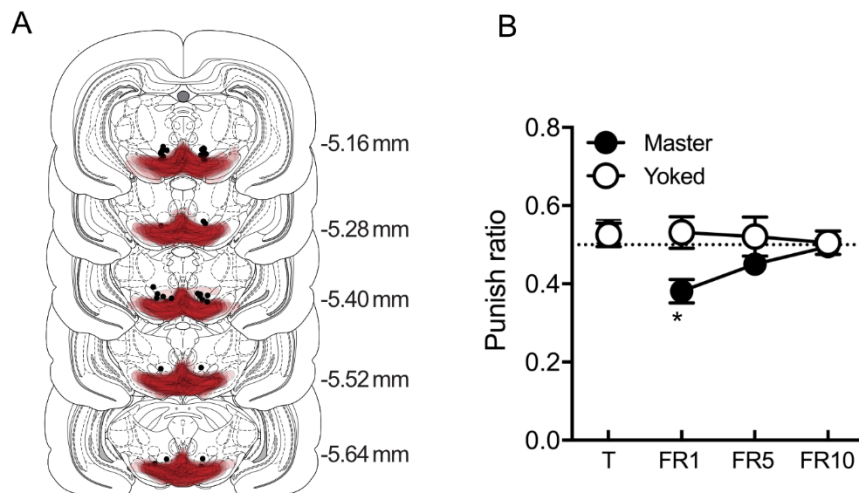 A
-5.16 mm
-5.28 mm
-5.40 mm
-5.52 mm
-5.64 mm
B
Punish ratio
0.8
0.6
0.4
0.2
0.0
Master
Yoked
*
T FR1 FR5 FR10